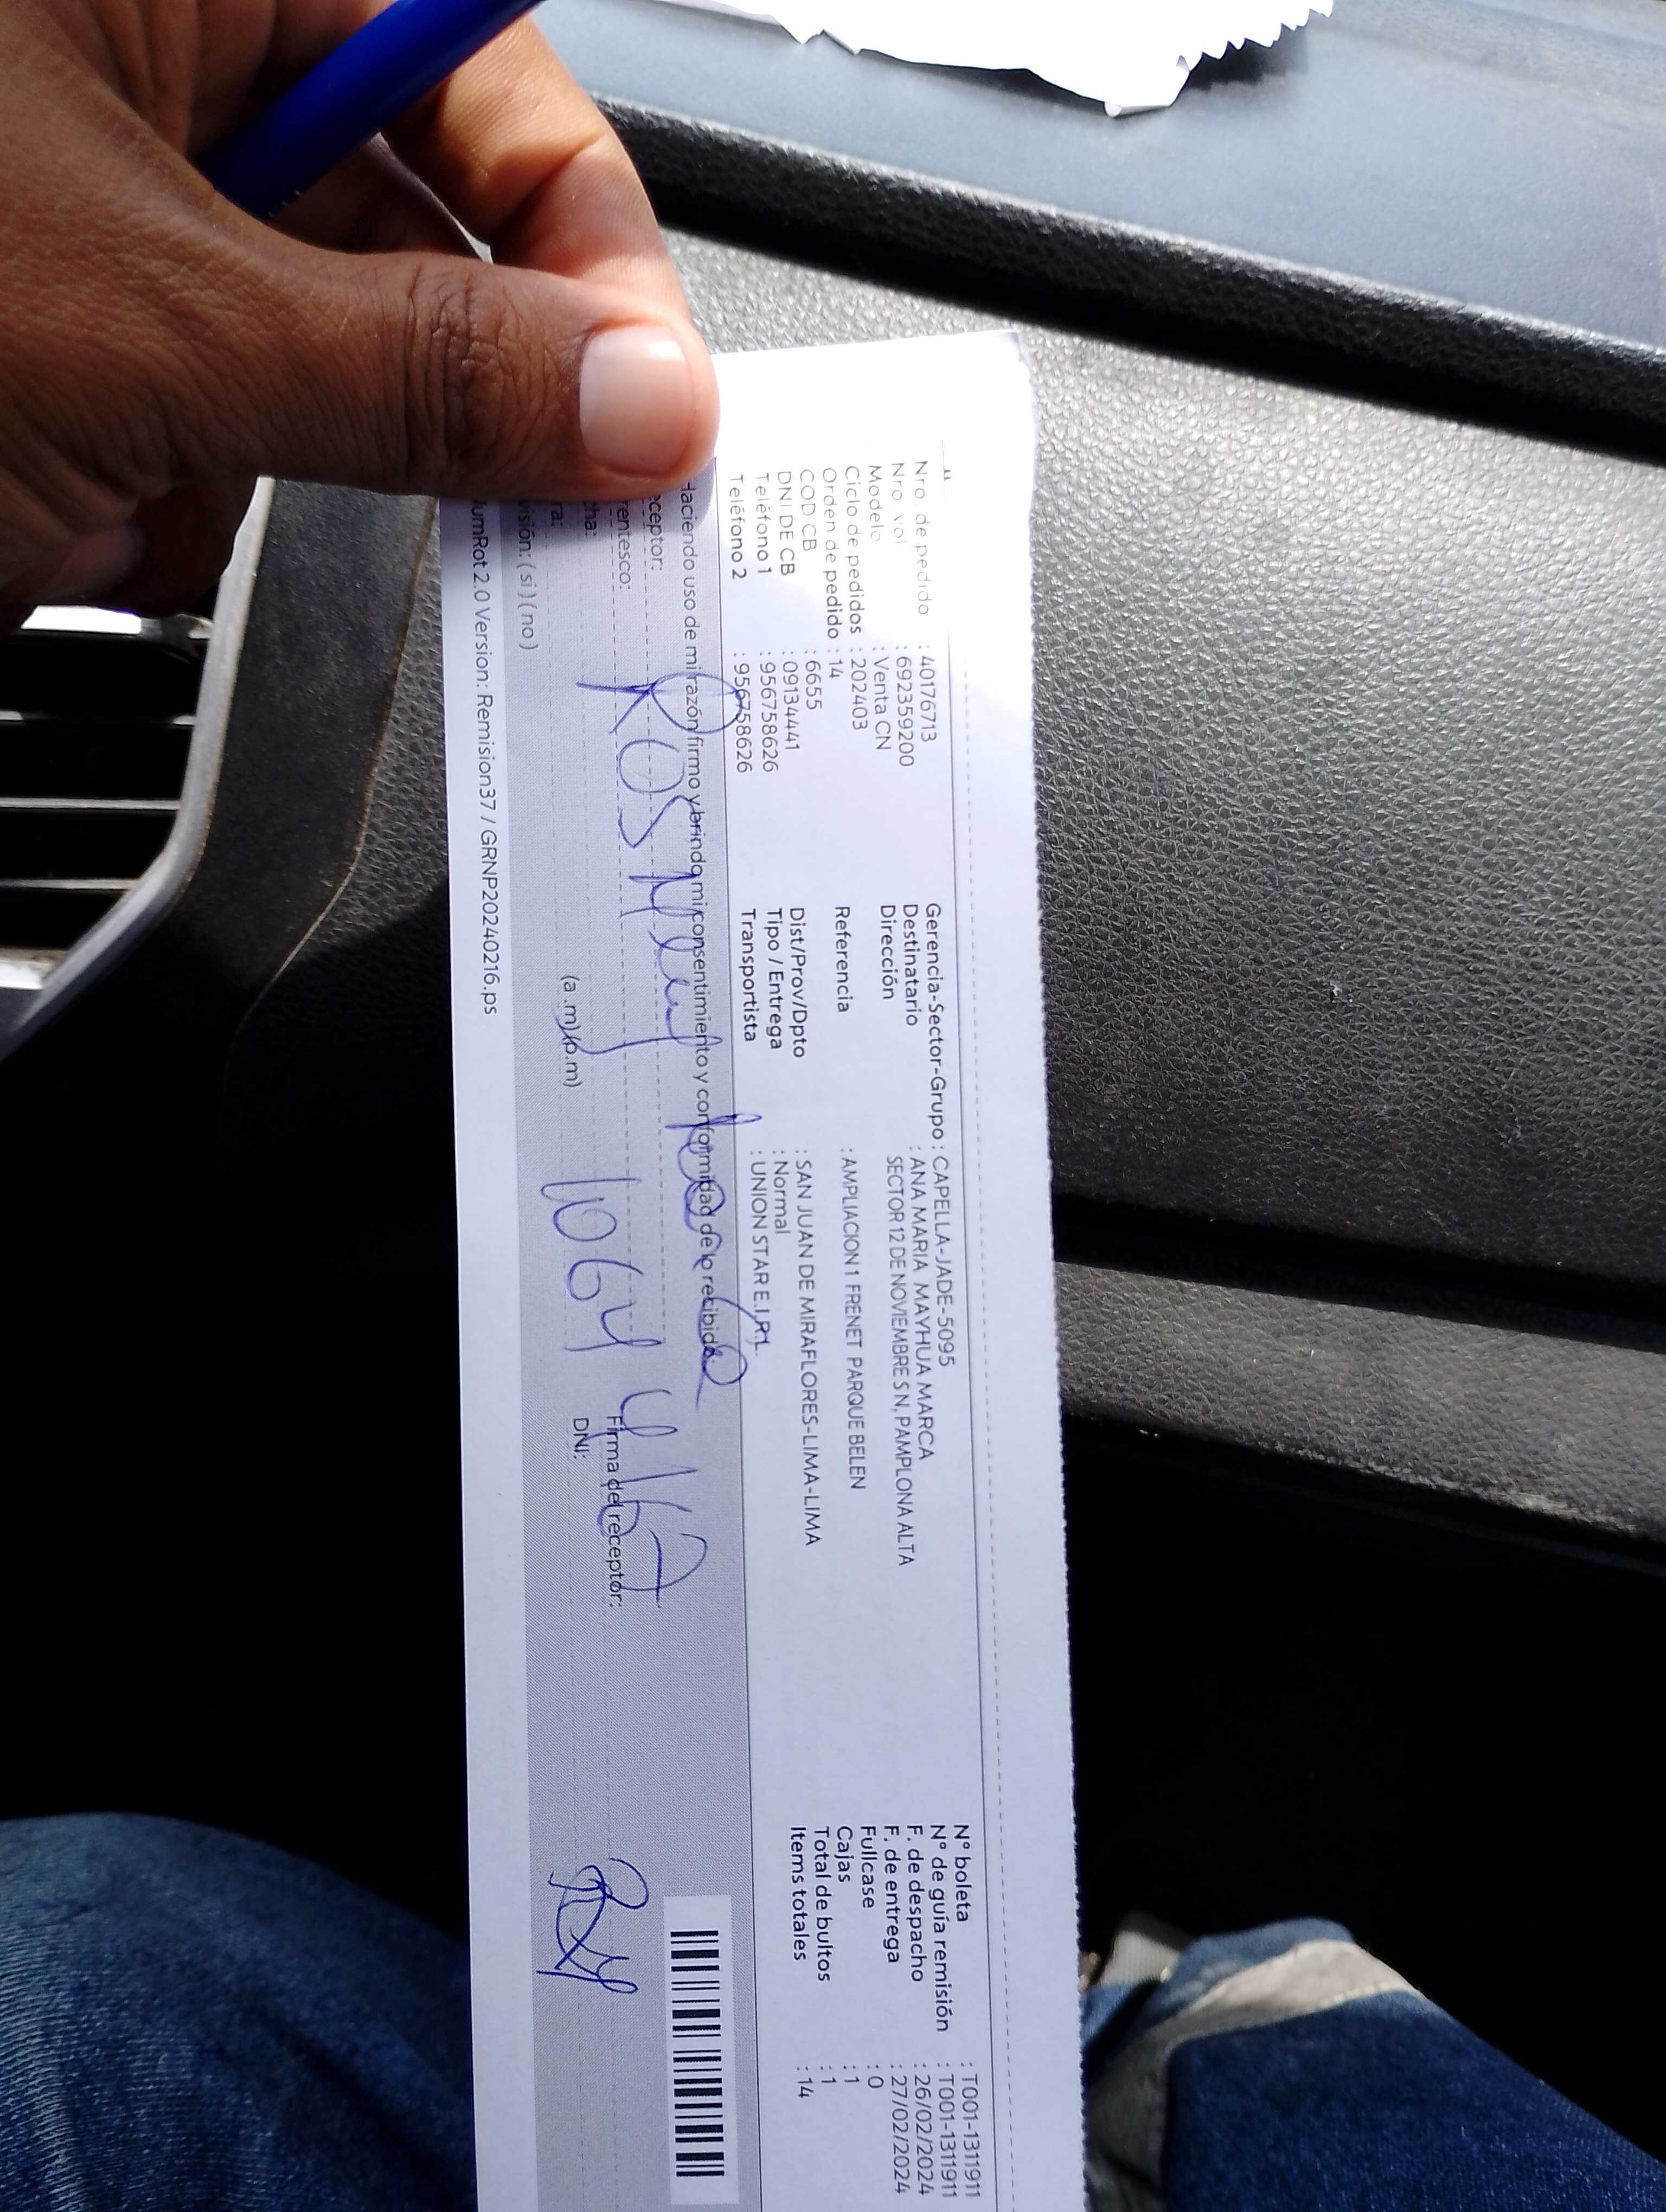 Nro de pedido : 40176713
Nro vol : 692359200
Modelo : Venta CN
Ciclo de pedidos : 202403
Orden de pedido : 14
COD CB : 6655
DNI DE CB : 09134441
Teléfono 1 : 956758626
Teléfono 2 : 956758626
Gerencia-Sector-Grupo : CAPELLA-JADE-5095
Destinatario : ANA MARIA MAYHUA MARCA
Dirección SECTOR 12 DE NOVIEMBRE S N, PAMPLONA ALTA
Referencia : AMPLIACION 1 FRENET PARQUE BELEN
Dist/Prov/Dpto : SAN JUAN DE MIRAFLORES-LIMA-LIMA
Tipo / Entrega : Normal
Transportista : UNION STAR E.I.R.L.
N° boleta : T001-1311911
N° de guía remisión : T001-1311911
F. de despacho : 26/02/2024
F. de entrega : 27/02/2024
Fullcase : 0
Cajas : 1
Total de bultos : 1
Items totales : 14
Haciendo uso de mi razón firmo y brindo mi consentimiento y conformidad de lo recibido
eceptor:
rentesco:
cha:
ra: (a.m)(p.m)
Firma del receptor:
DNI:
visión: ( si ) ( no )
umRot 2.0 Version: Remision37 / GRNP20240216.ps